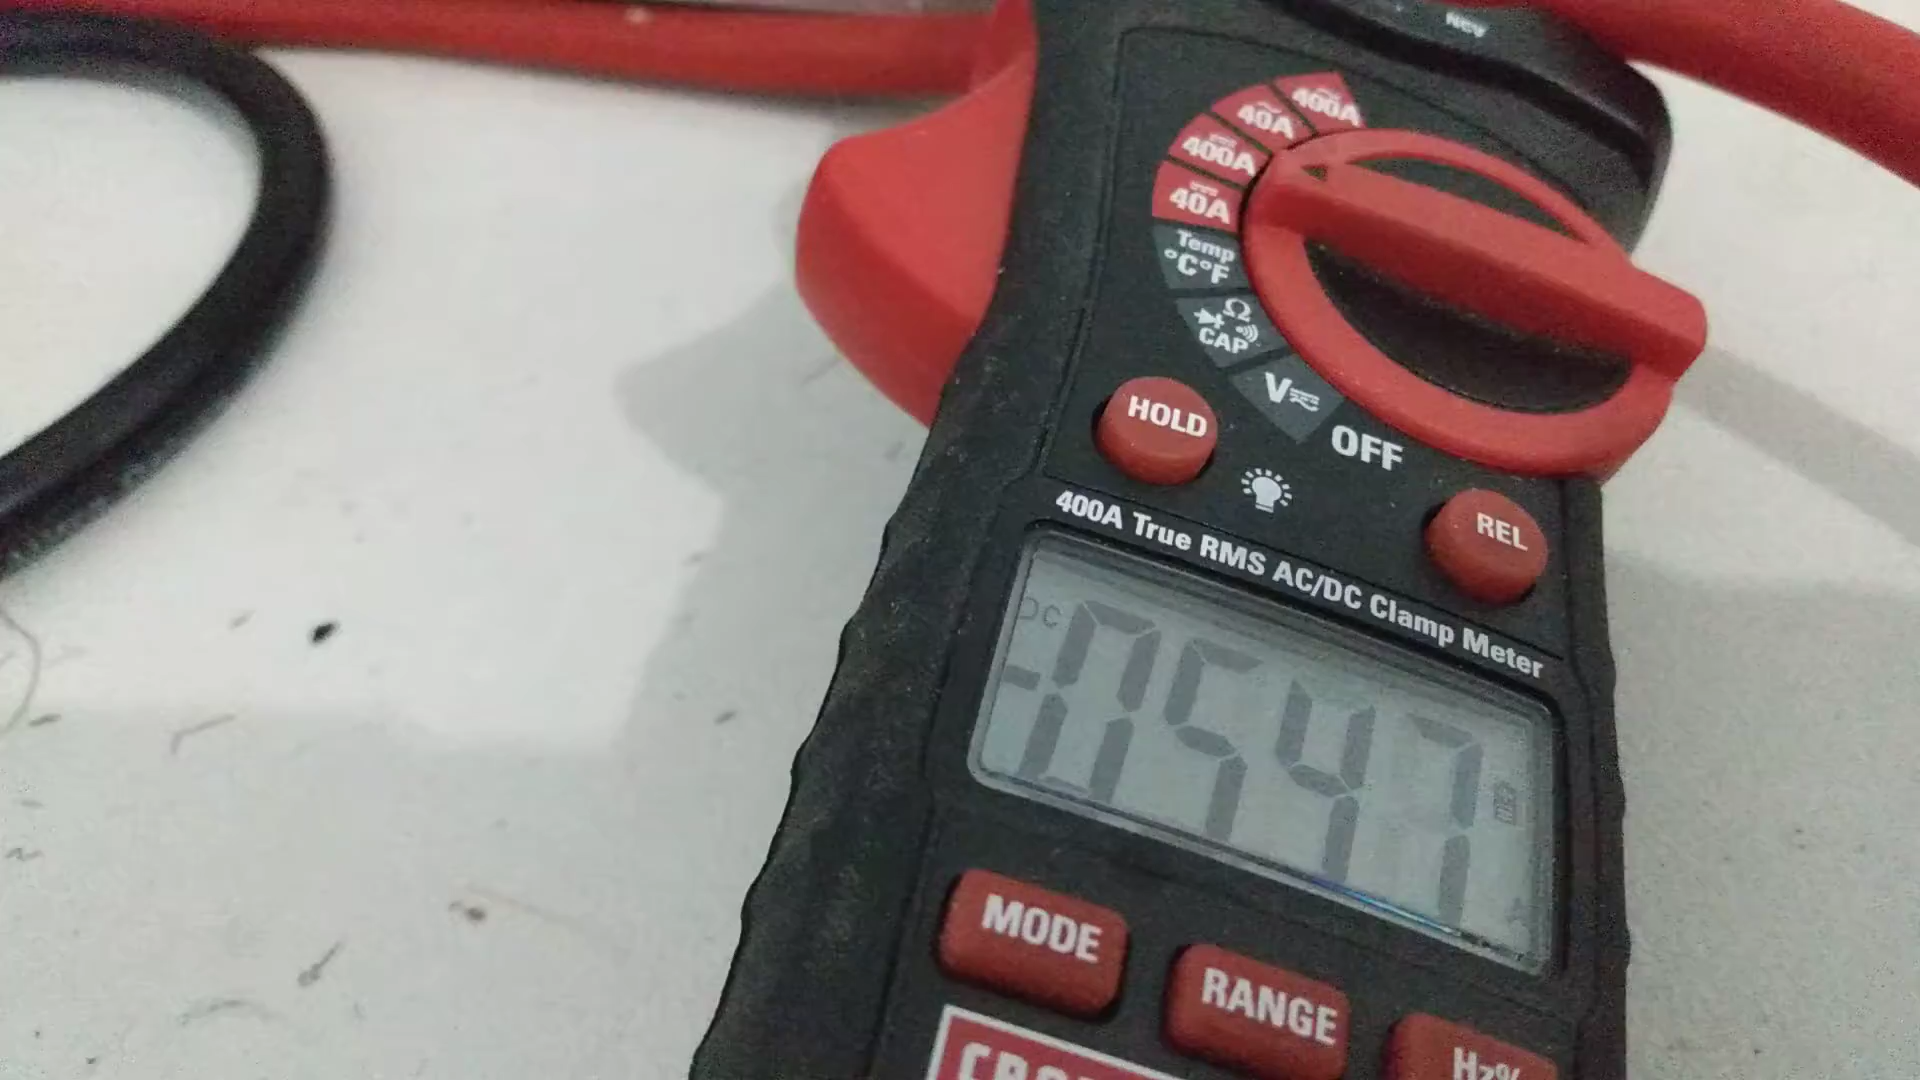 NCV
400A
40A
400A
40A
Temp
°C°F
Ω
CAP
V
OFF
HOLD
REL
400A True RMS AC/DC Clamp Meter
DC
-0547
MODE
RANGE
Hz%